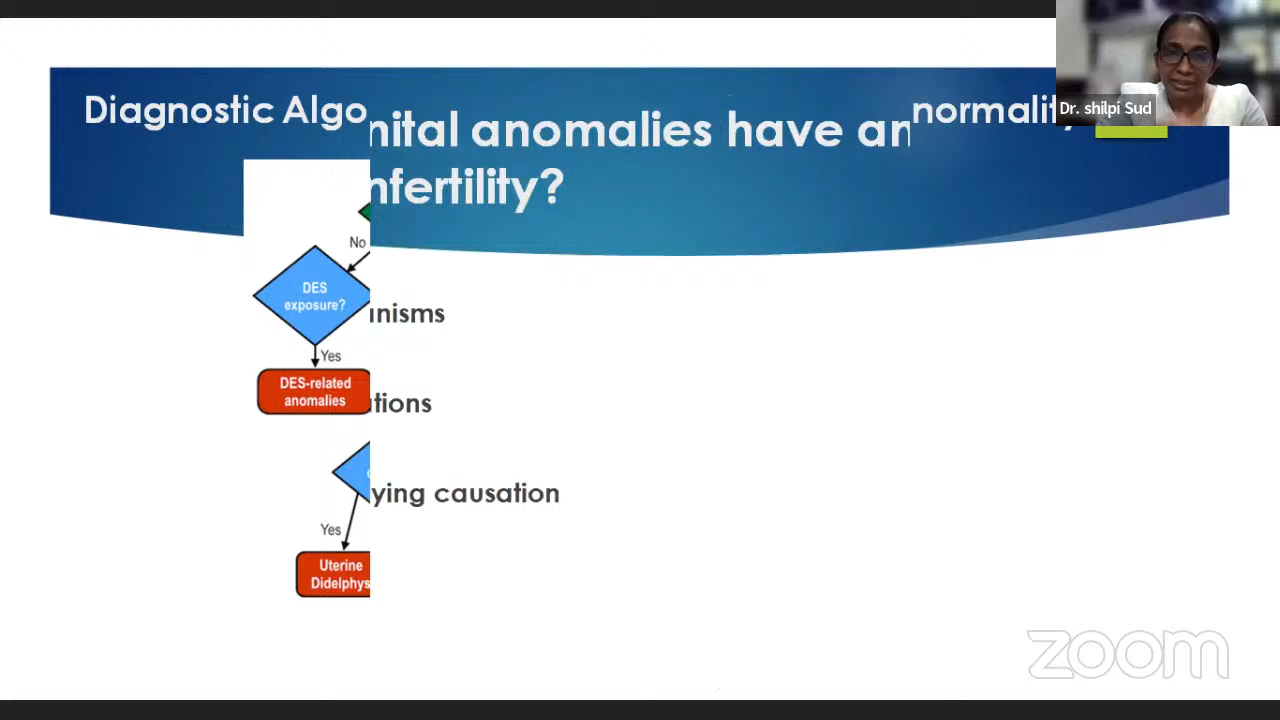 Diagnostic Algo
nital anomalies have an
normality
nfertility?
Dr. shilpi Sud
No
DES
exposure?
nisms
Yes
DES-related
anomalies
tions
ying causation
Yes
Uterine
Didelphys
zoom